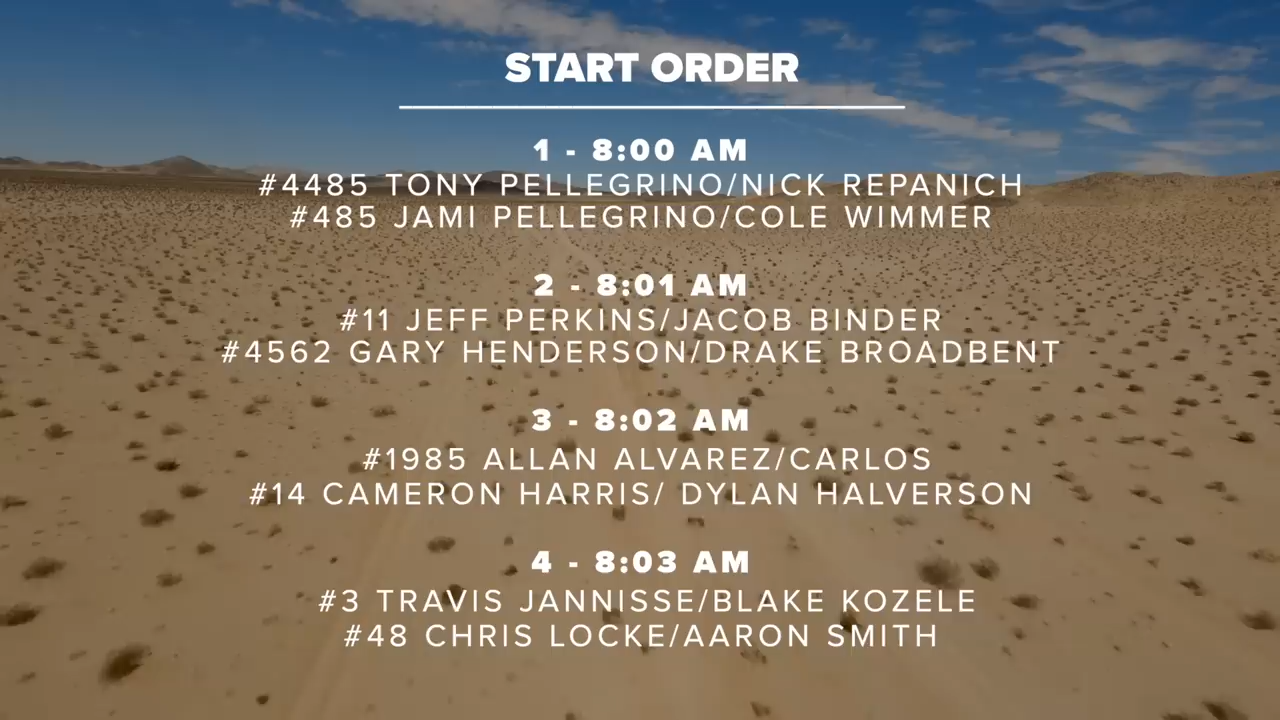 START ORDER
1 - 8:00 AM
#4485 TONY PELLEGRINO/NICK REPANICH
#485 JAMI PELLEGRINO/COLE WIMMER
2 - 8:01 AM
#11 JEFF PERKINS/JACOB BINDER
#4562 GARY HENDERSON/DRAKE BROADBENT
3 - 8:02 AM
#1985 ALLAN ALVAREZ/CARLOS
#14 CAMERON HARRIS/ DYLAN HALVERSON
4 - 8:03 AM
#3 TRAVIS JANNISSE/BLAKE KOZELE
#48 CHRIS LOCKE/AARON SMITH